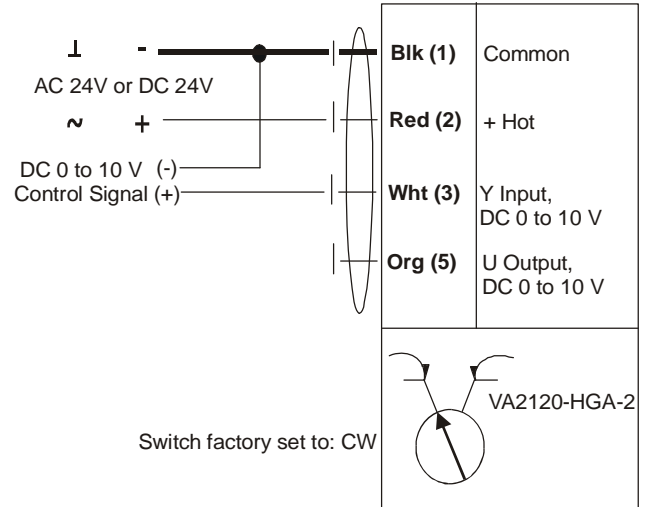 ⊥ - Blk (1) Common
AC 24V or DC 24V
~ + Red (2) + Hot
DC 0 to 10 V (-)
Control Signal (+) Wht (3) Y Input,
DC 0 to 10 V
Org (5) U Output,
DC 0 to 10 V
VA2120-HGA-2
Switch factory set to: CW